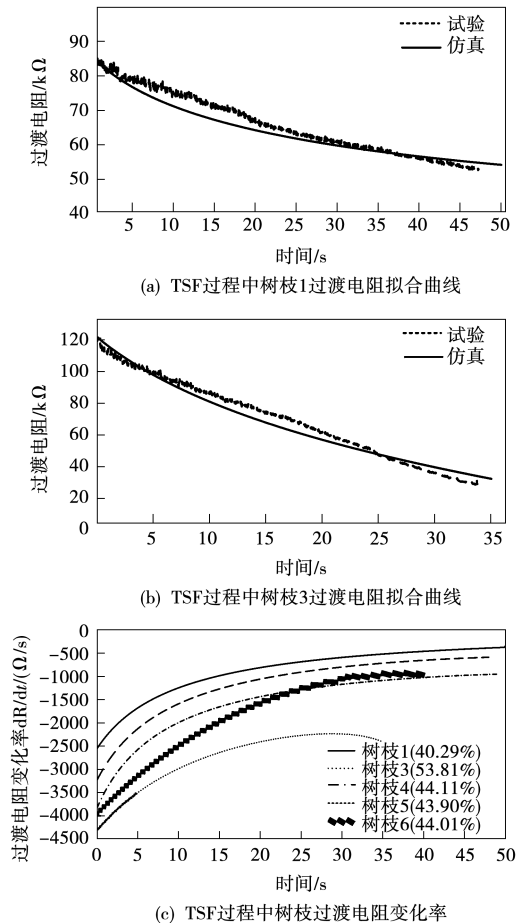 90
80
70
60
50
40
过渡电阻/kΩ
试验
仿真
5 10 15 20 25 30 35 40 45 50
时间/s
(a) TSF过程中树枝1过渡电阻拟合曲线
120
100
80
60
40
20
0
过渡电阻/kΩ
试验
仿真
5 10 15 20 25 30 35
时间/s
(b) TSF过程中树枝3过渡电阻拟合曲线
0
-500
-1000
-1500
-2000
-2500
-3000
-3500
-4000
-4500
过渡电阻变化率dR/dt/(Ω/s)
树枝1(40.29%)
树枝3(53.81%)
树枝4(44.11%)
树枝5(43.90%)
树枝6(44.01%)
0 5 10 15 20 25 30 35 40 45 50
时间/s
(c) TSF过程中树枝过渡电阻变化率